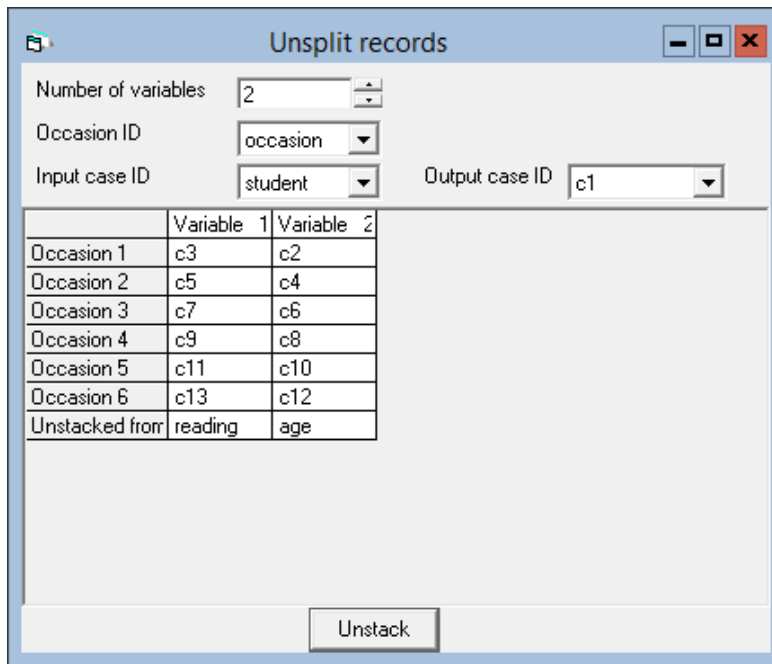 Unsplit records
Number of variables 2
Occasion ID occasion
Input case ID student Output case ID c1
Variable 1 Variable 2
Occasion 1 c3 c2
Occasion 2 c5 c4
Occasion 3 c7 c6
Occasion 4 c9 c8
Occasion 5 c11 c10
Occasion 6 c13 c12
Unstacked from reading age
Unstack